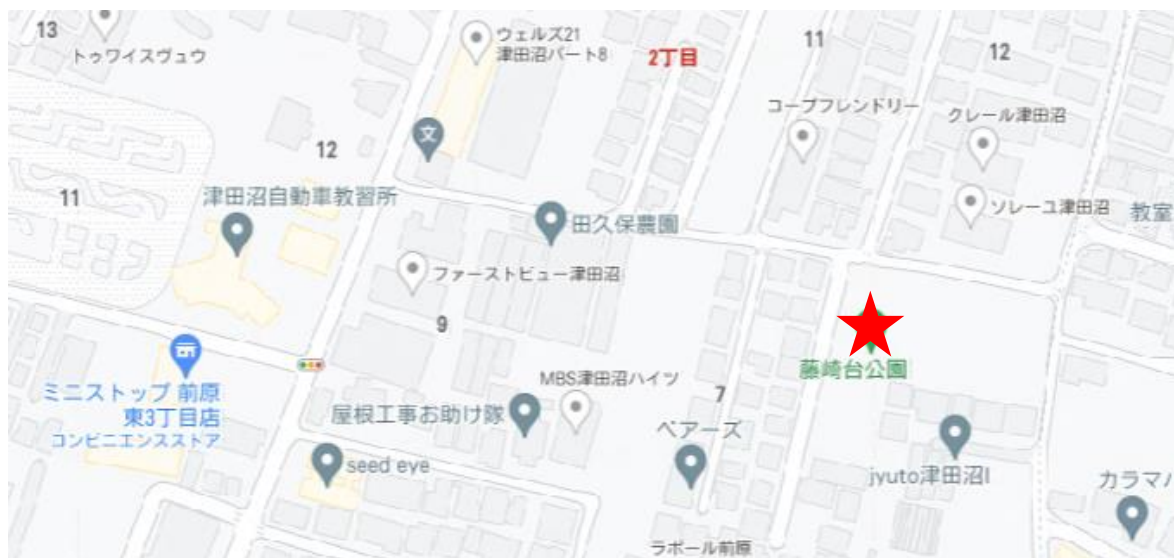 13
トゥワイスヴュウ
ウェルズ21
津田沼パート8
2丁目
11
12
コープフレンドリー
クレール津田沼
文
12
11
津田沼自動車教習所
田久保農園
ソレーユ津田沼
教室
ファーストビュー津田沼
9
藤崎台公園
ミニストップ 前原
東3丁目店
コンビニエンスストア
MBS津田沼ハイツ
7
屋根工事お助け隊
ペアーズ
seed eye
jyuto津田沼I
カラマハ
ラポール前原